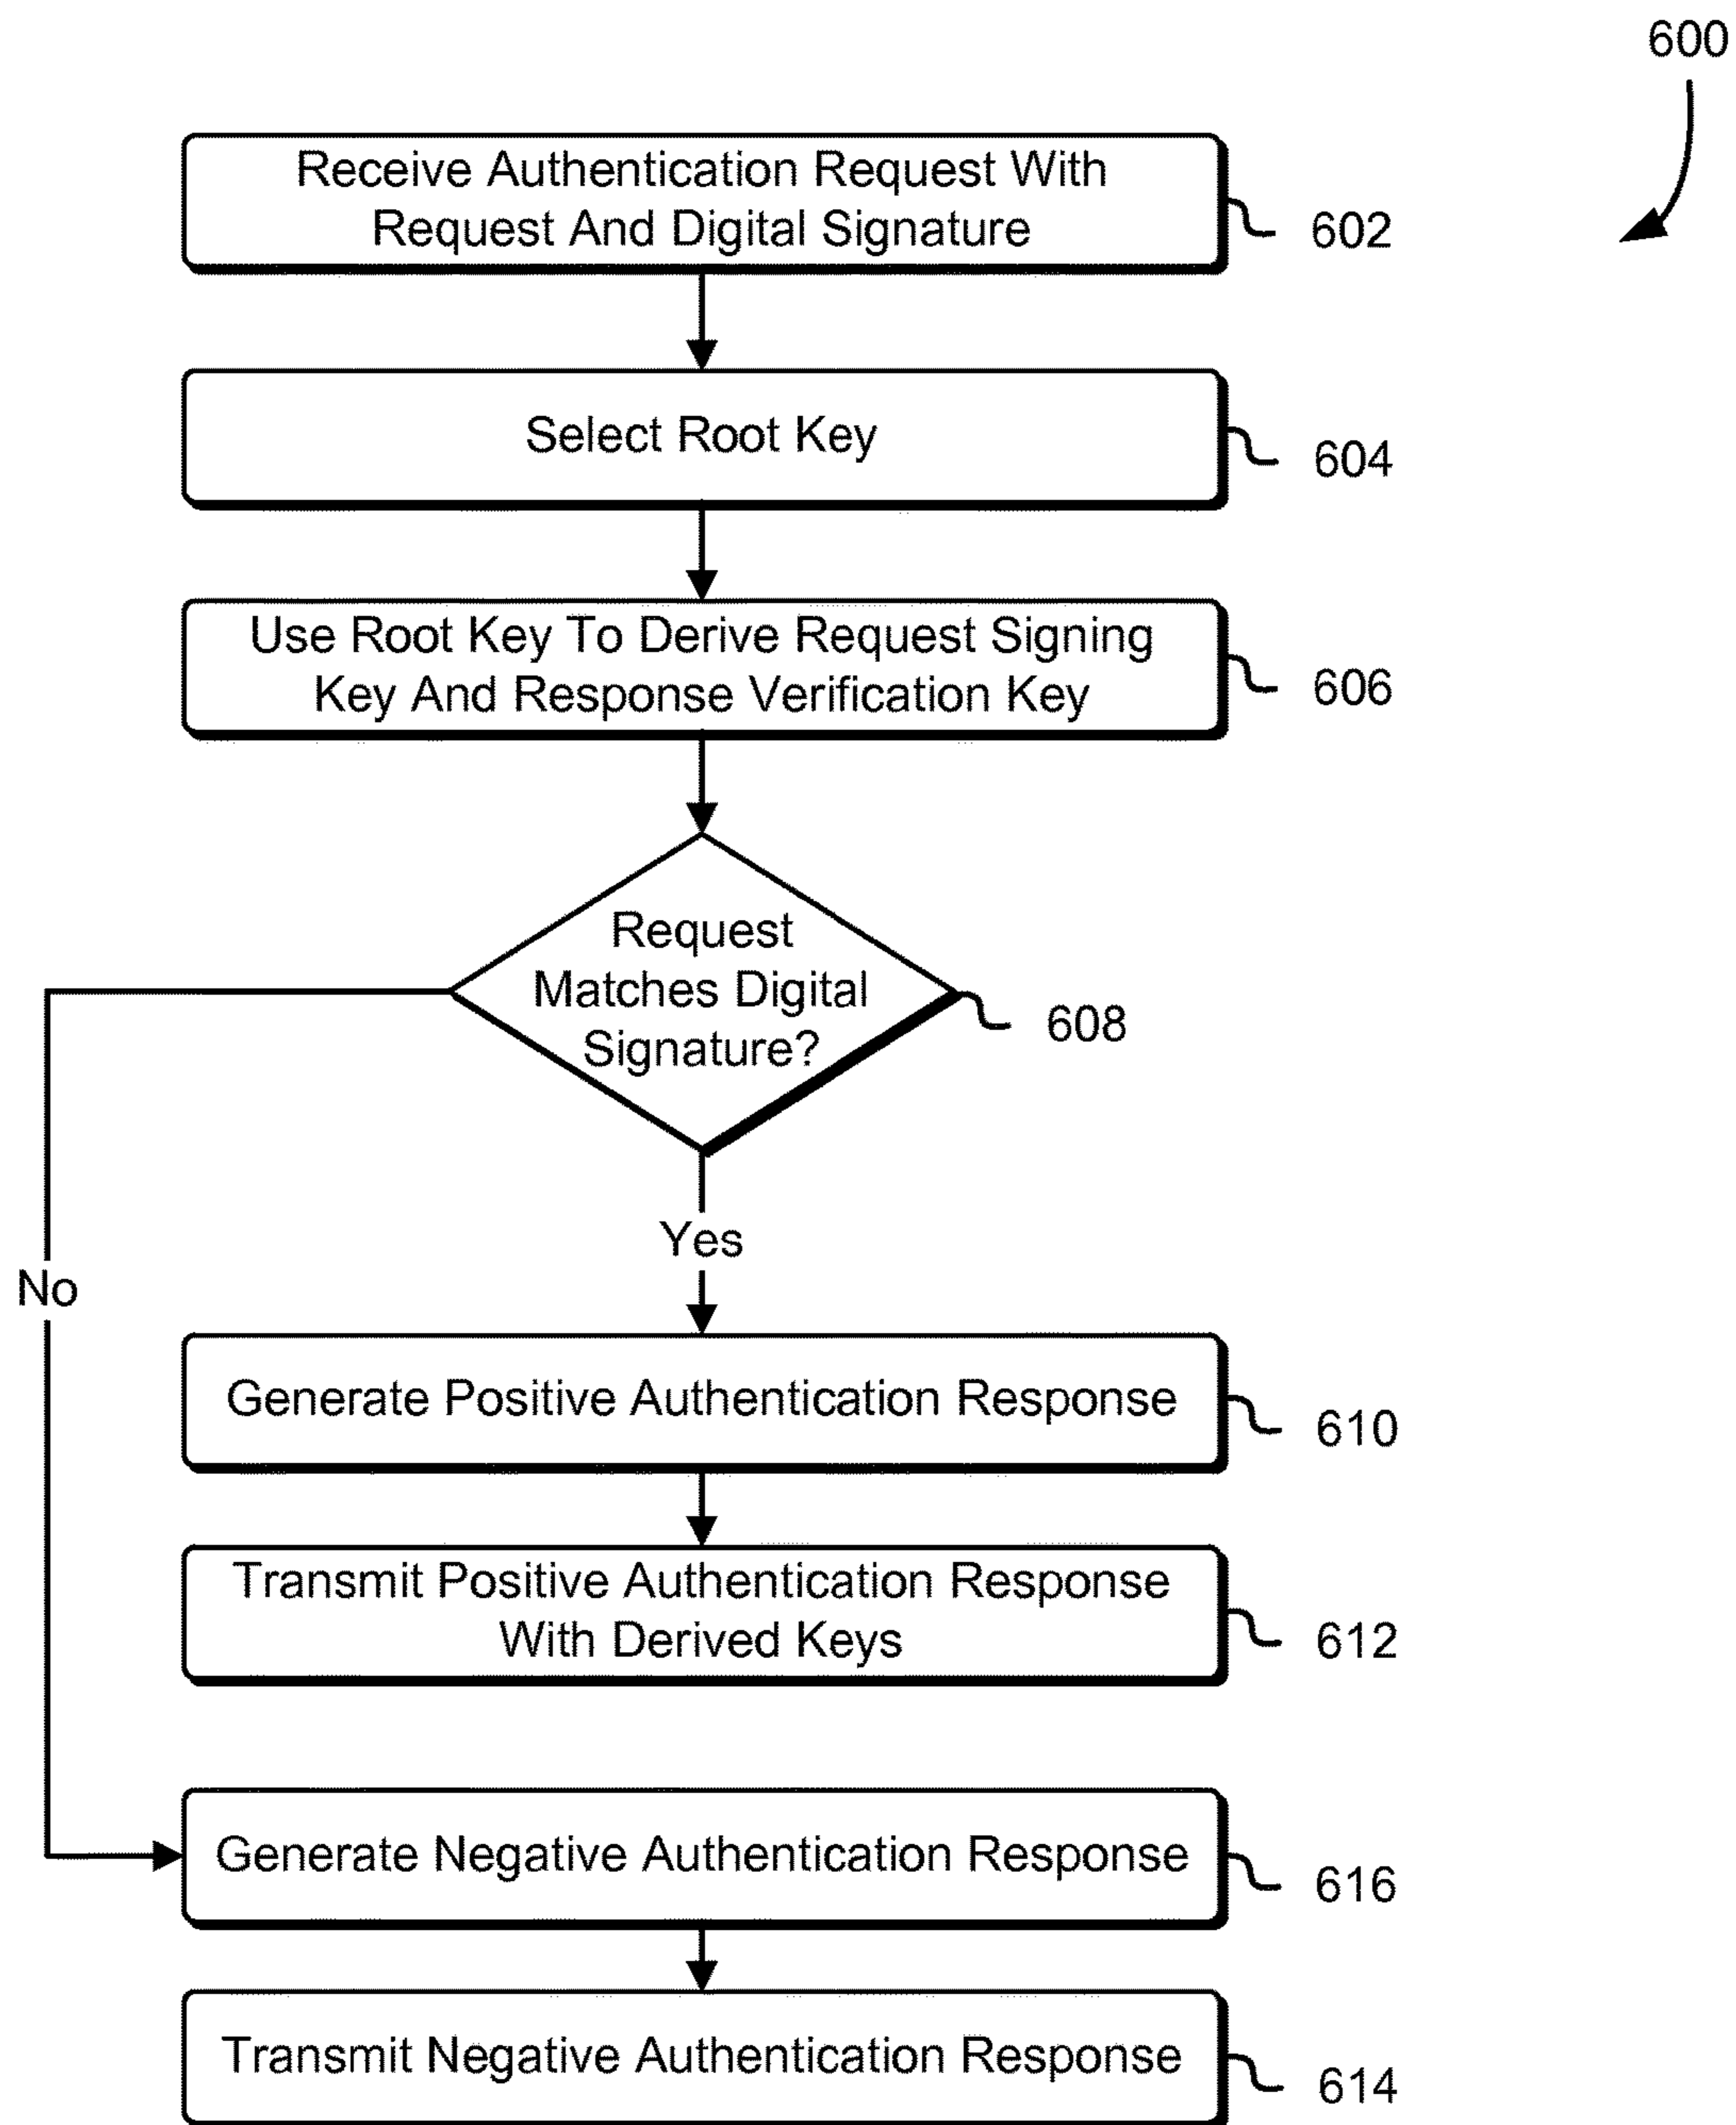 600
Receive Authentication Request With
Request And Digital Signature
602
Select Root Key
604
Use Root Key To Derive Request Signing
Key And Response Verification Key
606
Request
Matches Digital
Signature?
608
Yes
No
Generate Positive Authentication Response
610
Transmit Positive Authentication Response
With Derived Keys
612
Generate Negative Authentication Response
616
Transmit Negative Authentication Response
614